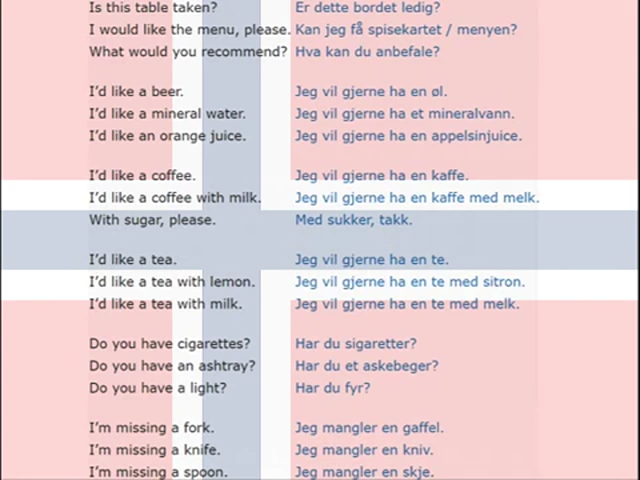 Is this table taken? Er dette bordet ledig?
I would like the menu, please. Kan jeg få spisekartet / menyen?
What would you recommend? Hva kan du anbefale?
I'd like a beer. Jeg vil gjerne ha en øl.
I'd like a mineral water. Jeg vil gjerne ha et mineralvann.
I'd like an orange juice. Jeg vil gjerne ha en appelsinjuice.
I'd like a coffee. Jeg vil gjerne ha en kaffe.
I'd like a coffee with milk. Jeg vil gjerne ha en kaffe med melk.
With sugar, please. Med sukker, takk.
I'd like a tea. Jeg vil gjerne ha en te.
I'd like a tea with lemon. Jeg vil gjerne ha en te med sitron.
I'd like a tea with milk. Jeg vil gjerne ha en te med melk.
Do you have cigarettes? Har du sigaretter?
Do you have an ashtray? Har du et askebeger?
Do you have a light? Har du fyr?
I'm missing a fork. Jeg mangler en gaffel.
I'm missing a knife. Jeg mangler en kniv.
I'm missing a spoon. Jeg mangler en skje.